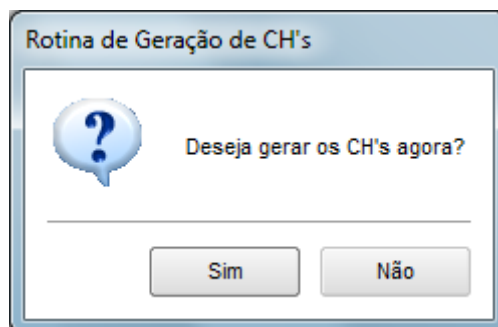 Rotina de Geração de CH's
Deseja gerar os CH's agora?
Sim
Não